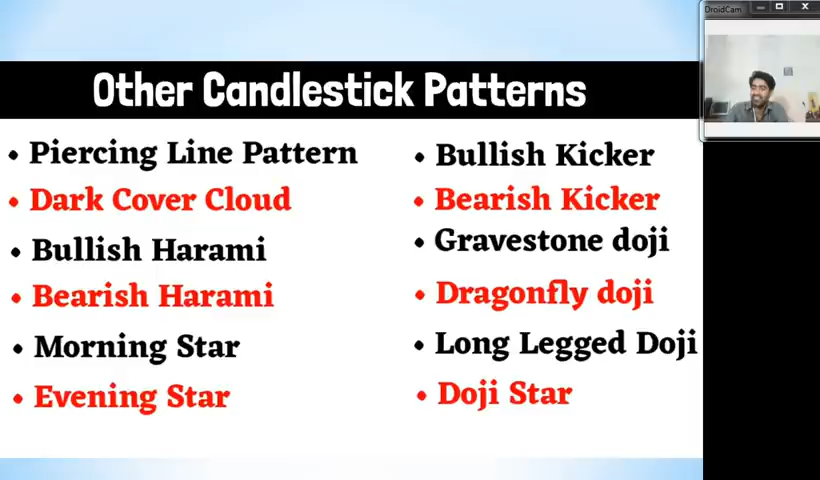 DroidCam
Other Candlestick Patterns
• Piercing Line Pattern
• Dark Cover Cloud
• Bullish Harami
• Bearish Harami
• Morning Star
• Evening Star
• Bullish Kicker
• Bearish Kicker
• Gravestone doji
• Dragonfly doji
• Long Legged Doji
• Doji Star